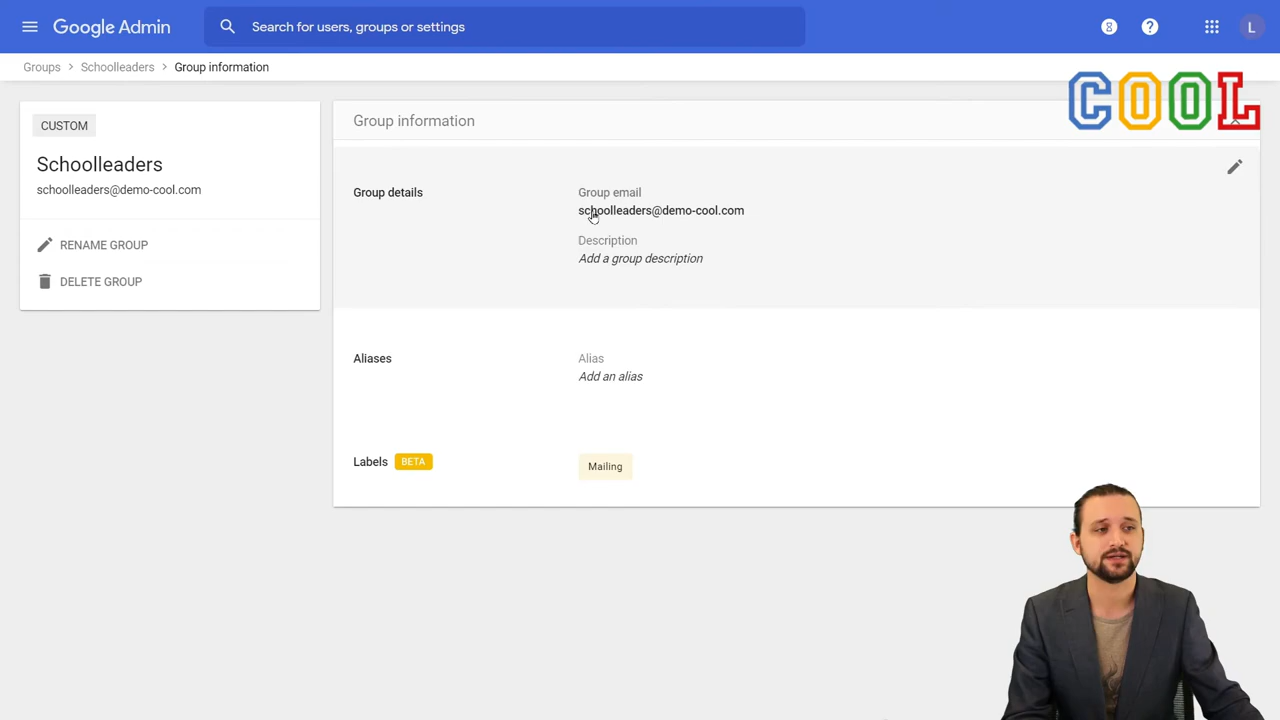 Google Admin
Search for users, groups or settings
L
Groups > Schoolleaders > Group information
COOL
CUSTOM
Schoolleaders
schoolleaders@demo-cool.com
RENAME GROUP
DELETE GROUP
Group information
Group details
Group email
schoolleaders@demo-cool.com
Description
Add a group description
Aliases
Alias
Add an alias
Labels BETA
Mailing